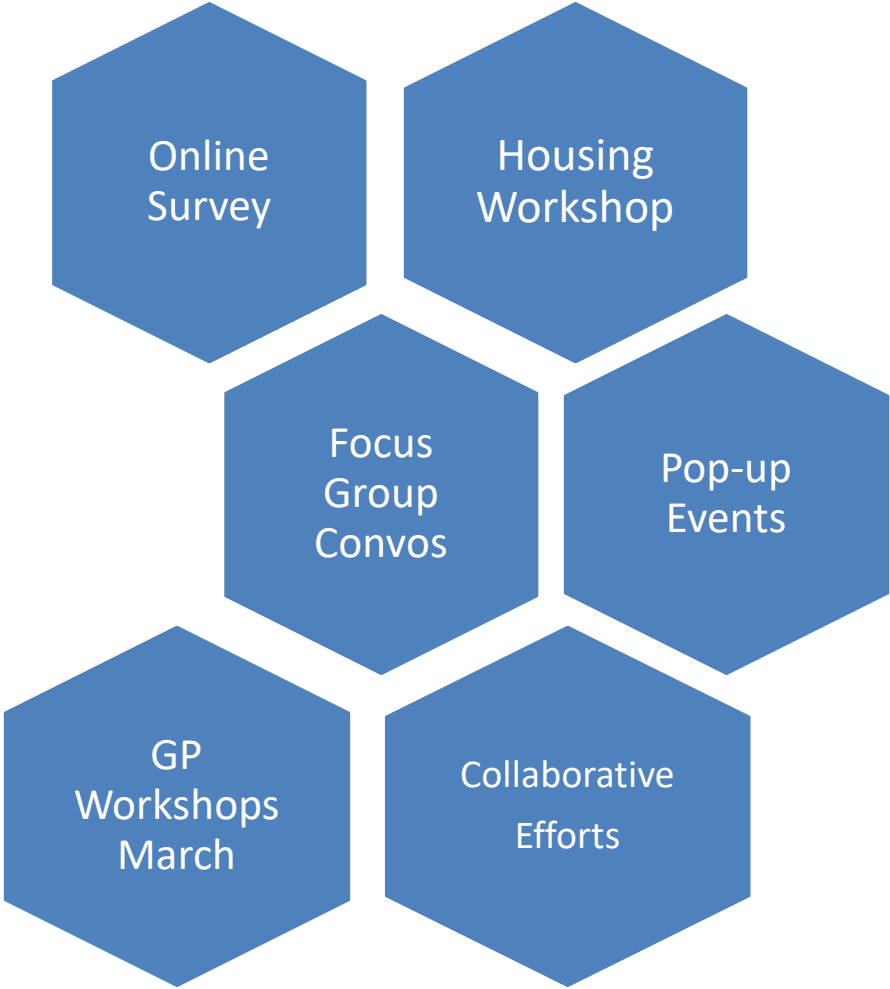 Online
Survey
Housing
Workshop
Focus
Group
Convos
Pop-up
Events
GP
Workshops
March
Collaborative
Efforts